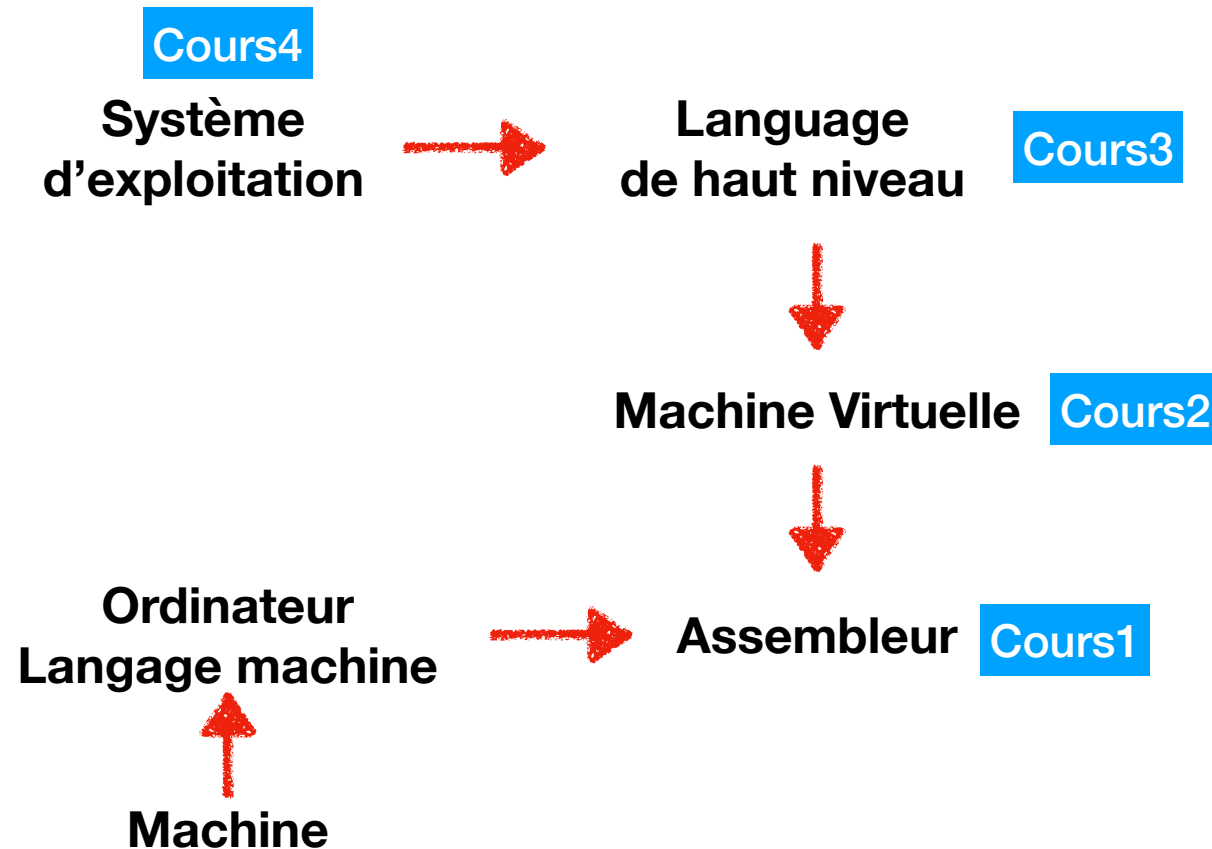 Cours4
Système
d’exploitation
Language
de haut niveau
Cours3
Machine Virtuelle
Cours2
Ordinateur
Langage machine
Assembleur
Cours1
Machine